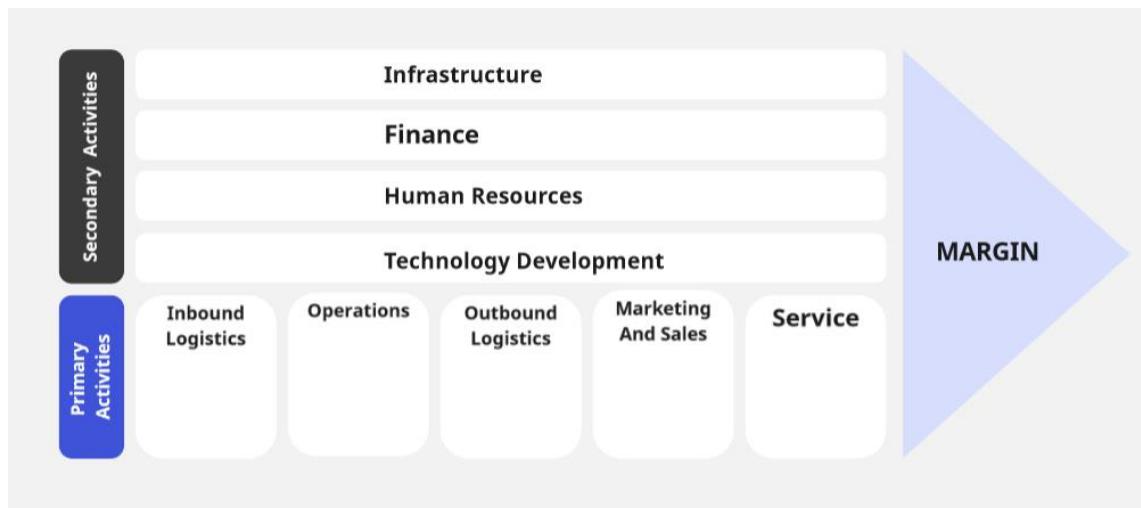 Secondary Activities
Infrastructure
Finance
Human Resources
Technology Development
MARGIN
Primary
Activities
Inbound
Logistics
Operations
Outbound
Logistics
Marketing
And Sales
Service